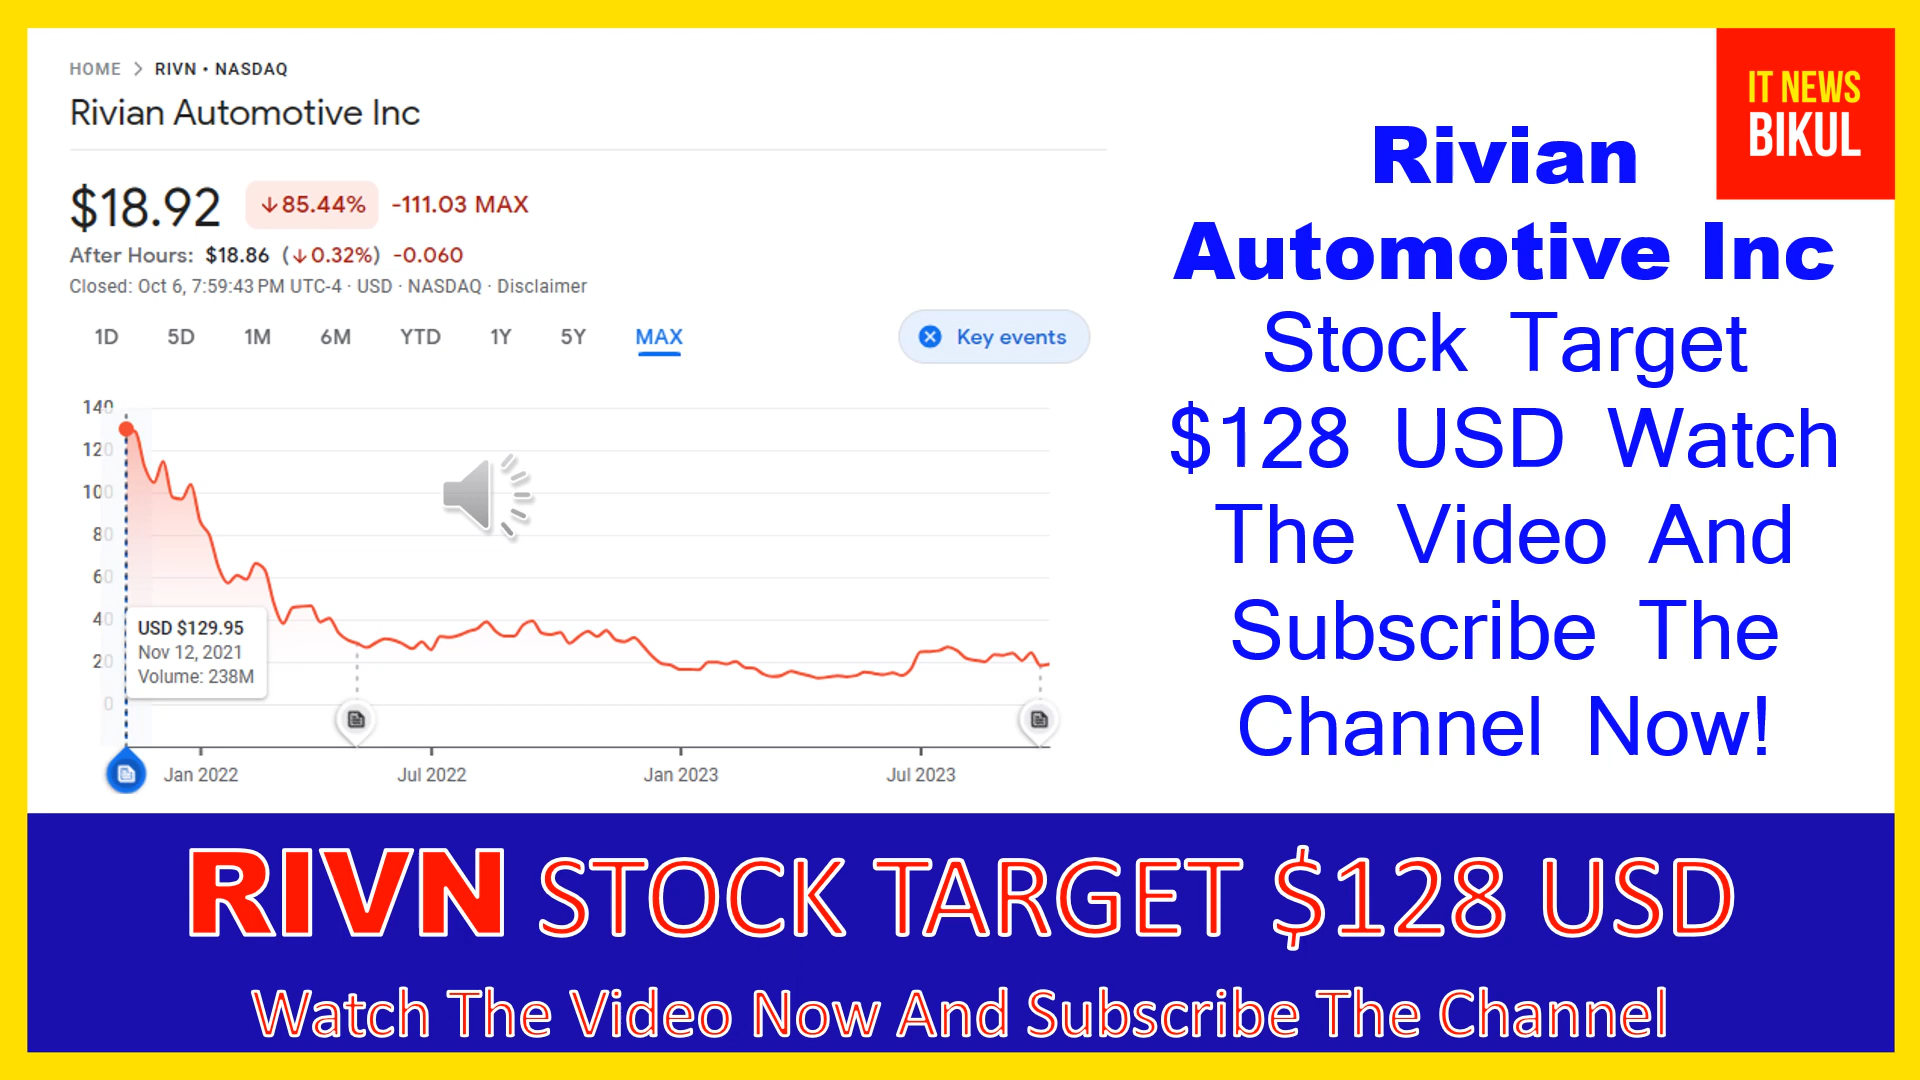 HOME > RIVN • NASDAQ
Rivian Automotive Inc
$18.92 ↓85.44% -111.03 MAX
After Hours: $18.86 (↓0.32%) -0.060
Closed: Oct 6, 7:59:43 PM UTC-4 · USD · NASDAQ · Disclaimer
1D 5D 1M 6M YTD 1Y 5Y MAX
Key events
140
120
100
80
60
40
20
0
USD $129.95
Nov 12, 2021
Volume: 238M
Jan 2022 Jul 2022 Jan 2023 Jul 2023
IT NEWS
BIKUL
Rivian
Automotive Inc
Stock Target
$128 USD Watch
The Video And
Subscribe The
Channel Now!
RIVN STOCK TARGET $128 USD
Watch The Video Now And Subscribe The Channel